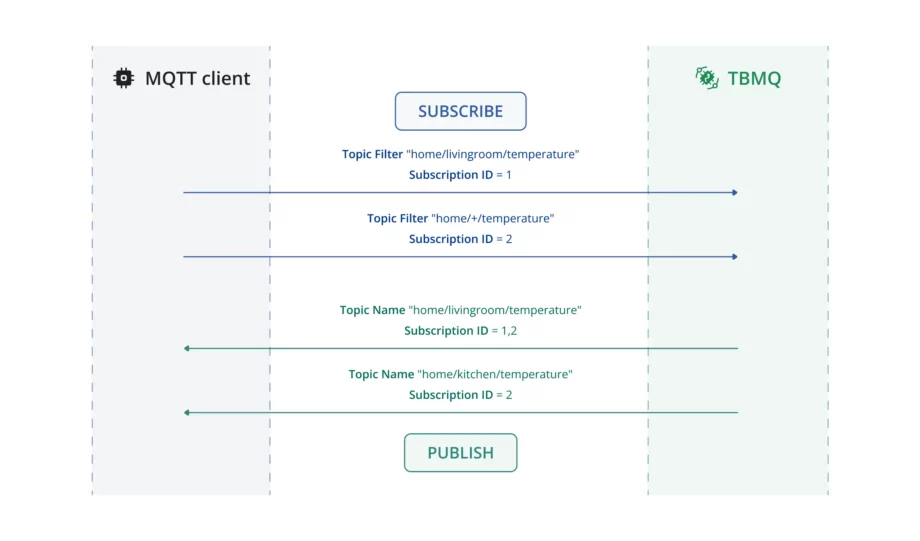 MQTT client
TBMQ
SUBSCRIBE
Topic Filter "home/livingroom/temperature"
Subscription ID = 1
Topic Filter "home/+/temperature"
Subscription ID = 2
Topic Name "home/livingroom/temperature"
Subscription ID = 1,2
Topic Name "home/kitchen/temperature"
Subscription ID = 2
PUBLISH